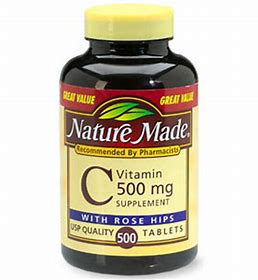 GREAT VALUE GREAT VALUE
Nature Made®
Recommended By Pharmacists
C Vitamin
500 mg
SUPPLEMENT
WITH ROSE HIPS
USP QUALITY 500 TABLETS